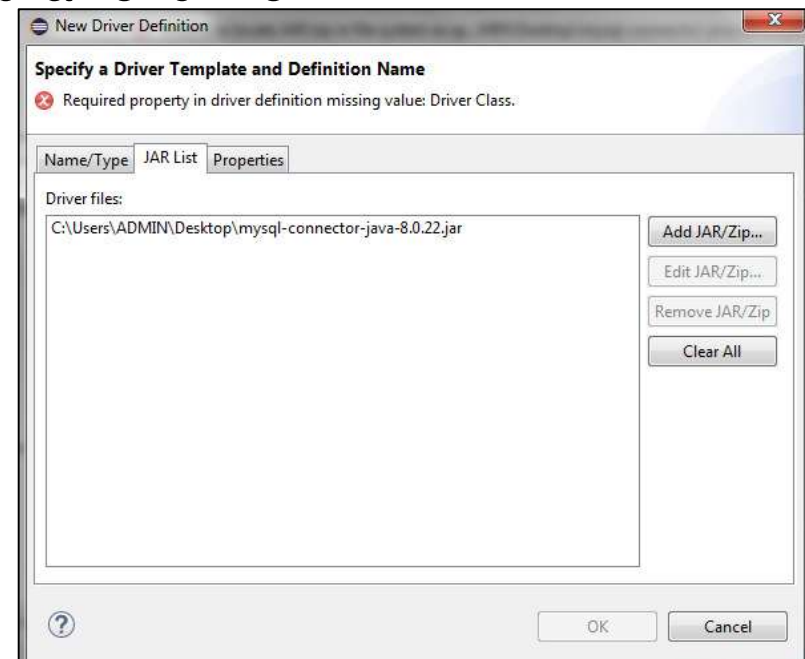 New Driver Definition
Specify a Driver Template and Definition Name
Required property in driver definition missing value: Driver Class.
Name/Type JAR List Properties
Driver files:
C:\Users\ADMIN\Desktop\mysql-connector-java-8.0.22.jar
Add JAR/Zip...
Edit JAR/Zip...
Remove JAR/Zip
Clear All
?
OK Cancel